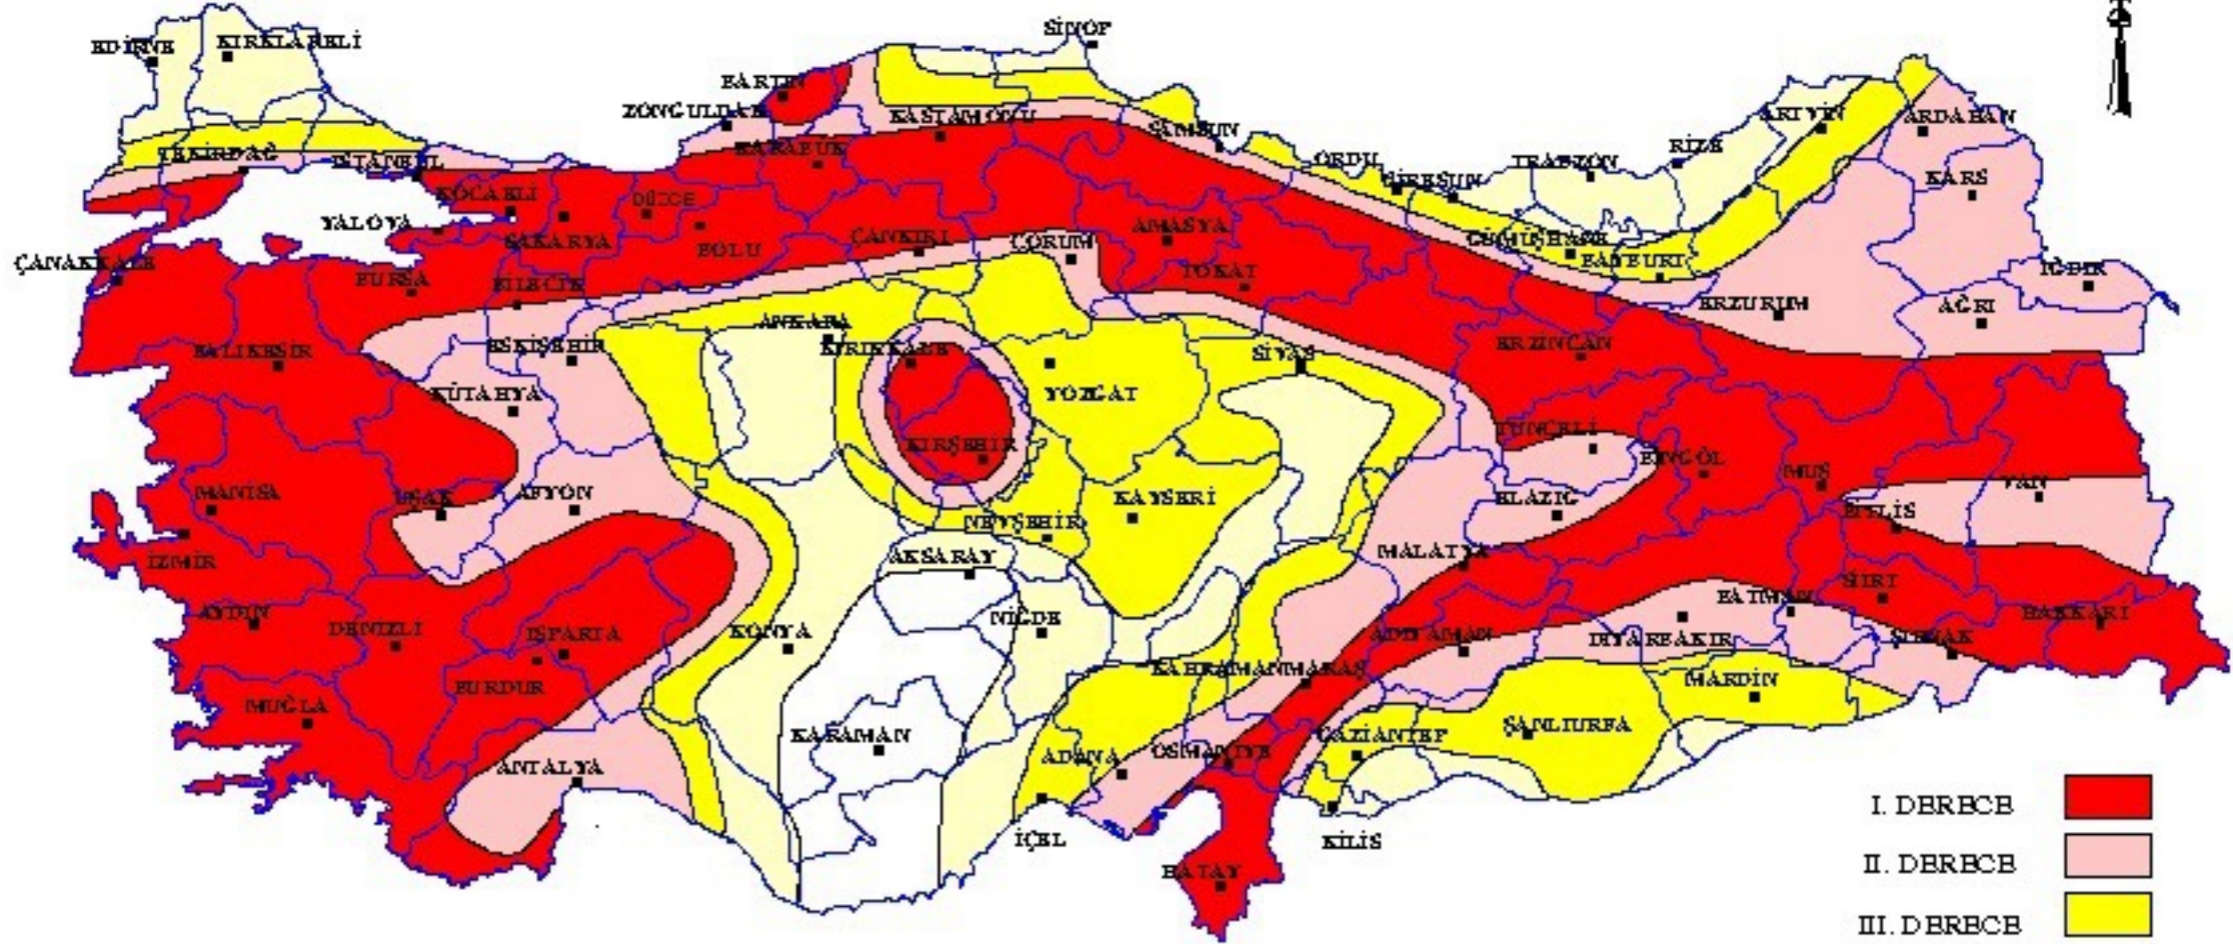 SİNOP
EDİRNE
KIRKLARELİ
BARTIN
ZONGULDAK
KASTAMONU
ARTVİN
ARDAHAN
SAMSUN
TEKİRDAĞ
İSTANBUL
KARABÜK
ORDU
TRABZON
RİZE
GİRESUN
KARS
KOCAELİ
DÜZCE
YALOVA
SAKARYA
BOLU
ÇANKIRI
ÇORUM
AMASYA
GÜMÜŞHANE
BAYBURT
ÇANAKKALE
BURSA
BİLECİK
TOKAT
IĞDIR
ERZURUM
AĞRI
ANKARA
BALIKESİR
ESKİŞEHİR
KIRIKKALE
SİVAS
ERZİNCAN
KÜTAHYA
YOZGAT
TUNCELİ
KIRŞEHİR
BİNGÖL
MUŞ
MANİSA
UŞAK
AFYON
KAYSERİ
ELAZIĞ
VAN
NEVŞEHİR
BİTLİS
İZMİR
AKSARAY
MALATYA
SİİRT
AYDIN
DENİZLİ
ISPARTA
KONYA
NİĞDE
ADIYAMAN
BATMAN
DİYARBAKIR
ŞIRNAK
HAKKARİ
KAHRAMANMARAŞ
BURDUR
MARDİN
MUĞLA
KARAMAN
GAZİANTEP
ŞANLIURFA
ANTALYA
ADANA
OSMANİYE
İÇEL
KİLİS
HATAY
I. DERECE
II. DERECE
III. DERECE